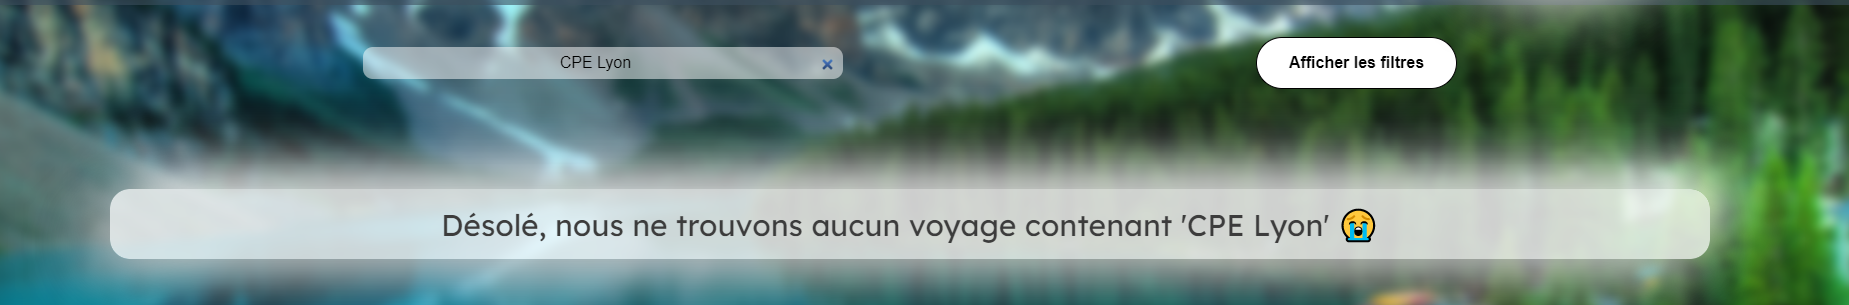 CPE Lyon
Afficher les filtres
Désolé, nous ne trouvons aucun voyage contenant 'CPE Lyon' 😭